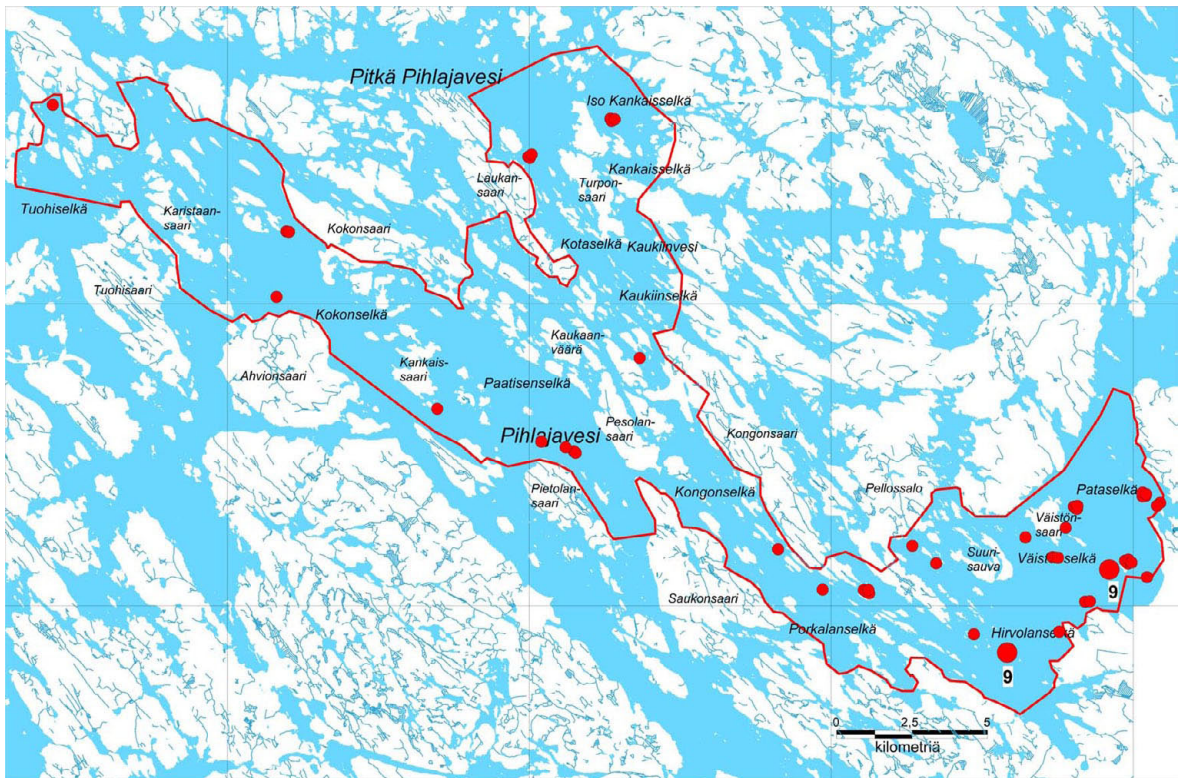 Pitkä Pihlajavesi
Iso Kankaisselkä
Kankaisselkä
Laukan-
saari
Turpon-
saari
Tuohiselkä
Karistaan-
saari
Kokonsaari
Kotaselkä
Kaukiinvesi
Tuohisaari
Kaukiinselkä
Kokonselkä
Kaukaan-
väärä
Ahvionsaari
Kankais-
saari
Paatisenselkä
Pihlajavesi
Pesolan-
saari
Kongonsaari
Pietolan-
saari
Kongonselkä
Pellossalo
Pataselkä
Väistön-
saari
Suuri-
sauva
9
Saukonsaari
Porkalanselkä
Hirvolanselkä
9
0 2,5 5
kilometriä